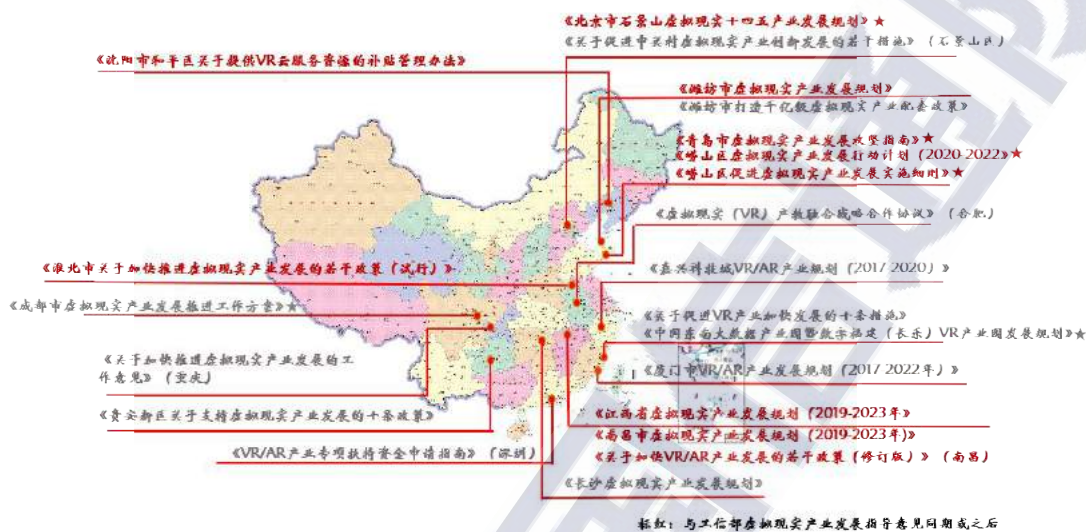 《北京市石景山虚拟现实十四五产业发展规划》★
《关于促进中关村虚拟现实产业创新发展的若干措施》（石景山区）
《沈阳市和平区关于提供VR云服务资源的补贴管理办法》
《潍坊市虚拟现实产业发展规划》
《潍坊市打造千亿级虚拟现实产业配套政策》
《青岛市虚拟现实产业发展攻坚指南》★
《崂山区虚拟现实产业发展行动计划（2020-2022）》★
《崂山区促进虚拟现实产业发展实施细则》★
《虚拟现实（VR）产教融合战略合作协议》（合肥）
《淮北市关于加快推进虚拟现实产业发展的若干政策（试行）》
《嘉兴科技城VR/AR产业规划（2017-2020）》
《成都市虚拟现实产业发展推进工作方案》★
《关于促进VR产业加快发展的十条措施》
《中国东南大数据产业园暨数字福建（长乐）VR产业园发展规划》★
《关于加快推进虚拟现实产业发展的工
作意见》（重庆）
《厦门市VR/AR产业发展规划（2017-2022年）》
《贵安新区关于支持虚拟现实产业发展的十条政策》
《江西省虚拟现实产业发展规划（2019-2023年》
《南昌市虚拟现实产业发展规划（2019-2023年)》
《VR/AR产业专项扶持资金申请指南》（深圳）
《关于加快VR/AR产业发展的若干政策（修订版）》（南昌）
《长沙虚拟现实产业发展规划》
标红：与工信部虚拟现实产业发展指导意见同期或之后